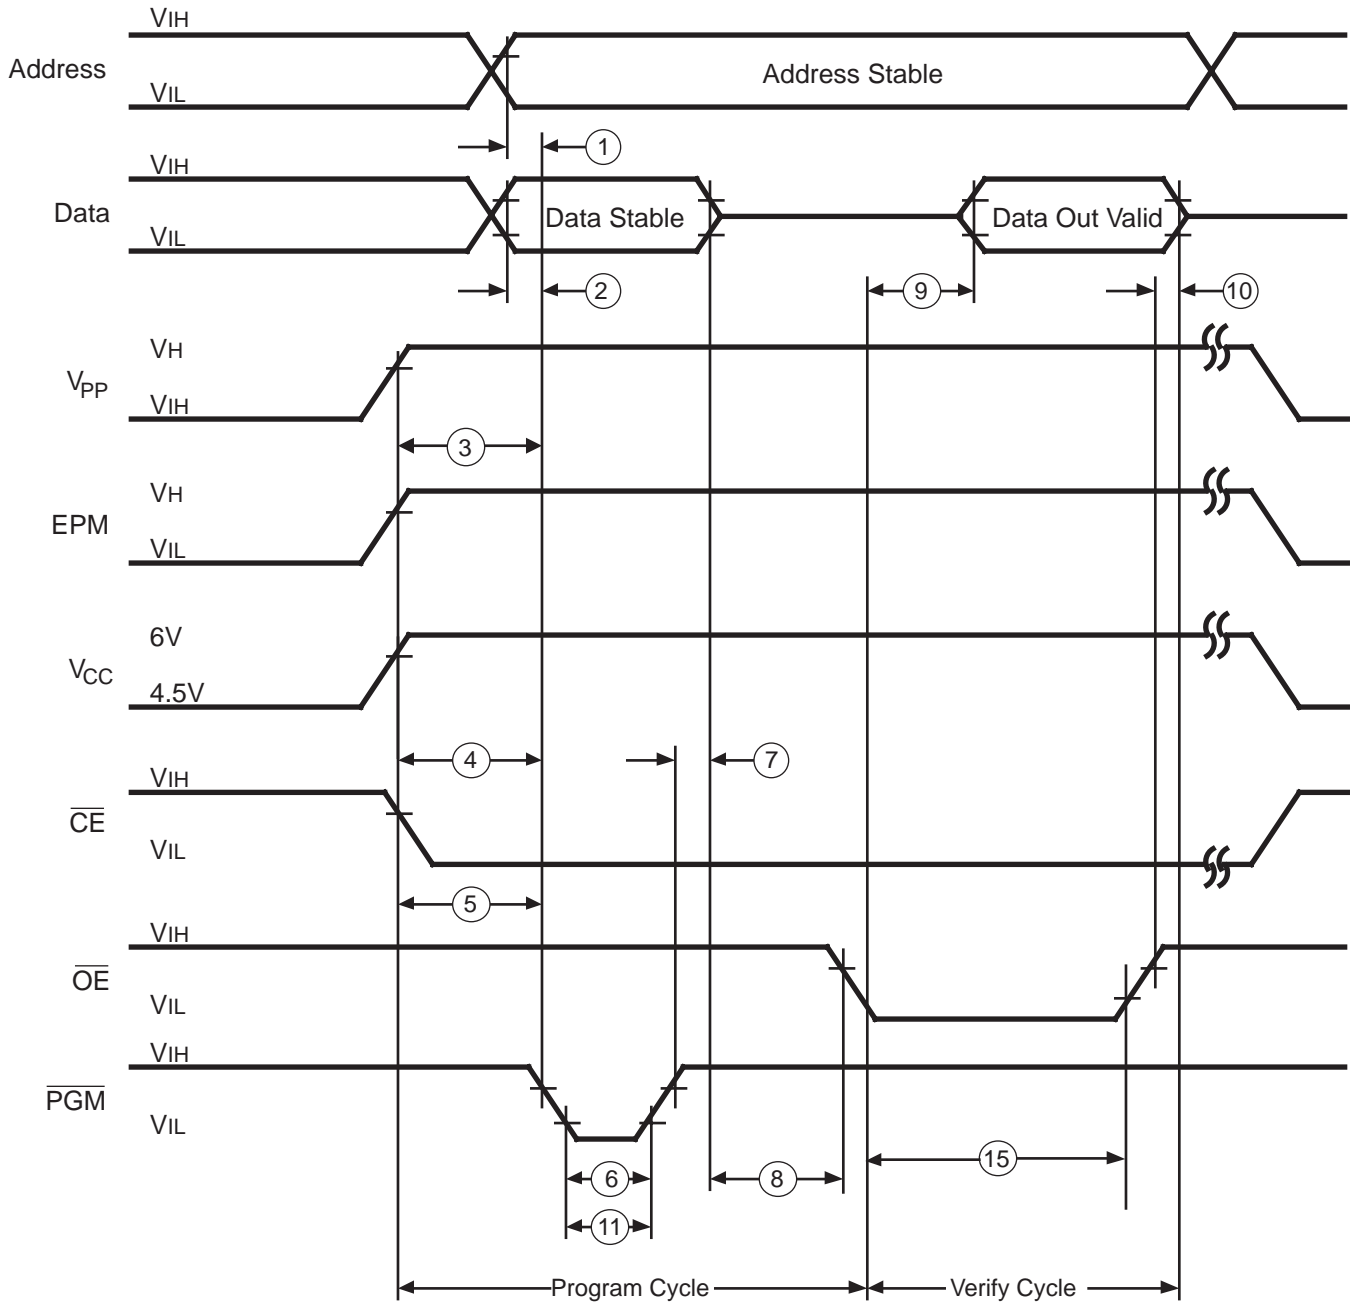 VIH
Address
Address Stable
VIL
1
VIH
Data
Data Stable
Data Out Valid
VIL
2
9
10
VH
VPP
VIH
3
VH
EPM
VIL
6V
VCC
4.5V
4
7
VIH
CE
VIL
5
VIH
OE
VIL
VIH
PGM
VIL
6
8
15
11
Program Cycle
Verify Cycle